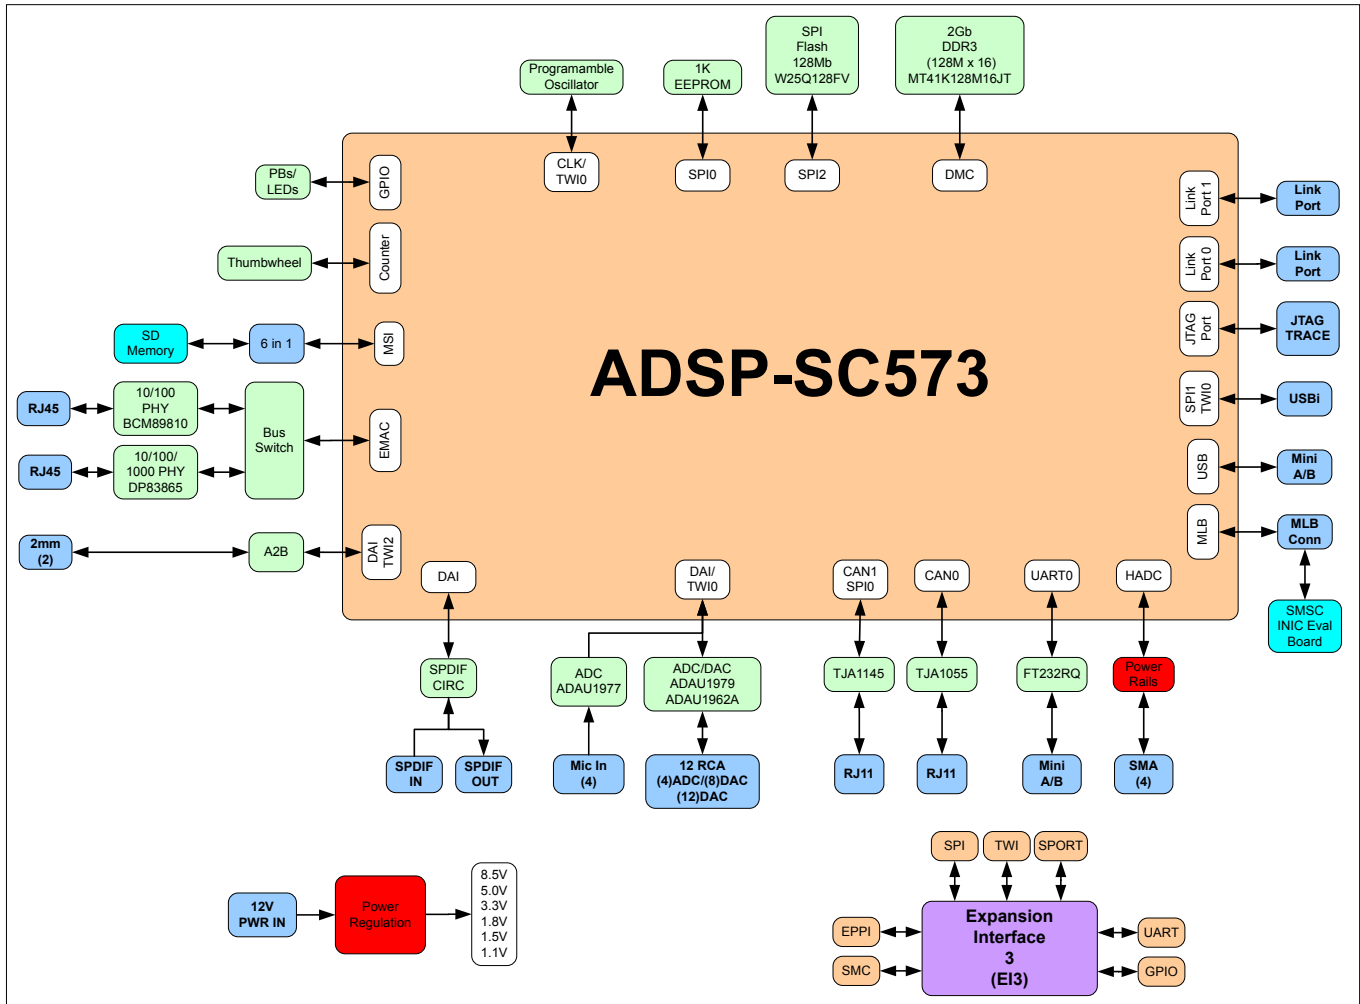 SPI
Flash
128Mb
W25Q128FV
2Gb
DDR3
(128M x 16)
MT41K128M16JT
Programamble
Oscillator
1K
EEPROM
CLK/
TWI0
SPI0
SPI2
DMC
PBs/
LEDs
GPIO
Thumbwheel
Counter
SD
Memory
6 in 1
MSI
RJ45
10/100
PHY
BCM89810
Bus
Switch
EMAC
RJ45
10/100/
1000 PHY
DP83865
2mm
(2)
A2B
DAI
TWI2
ADSP-SC573
Link
Port 1
Link
Port
Link
Port 0
Link
Port
JTAG
Port
JTAG
TRACE
SPI1
TWI0
USBi
USB
Mini
A/B
MLB
MLB
Conn
SMSC
INIC Eval
Board
DAI
DAI/
TWI0
CAN1
SPI0
CAN0
UART0
HADC
SPDIF
CIRC
ADC
ADAU1977
ADC/DAC
ADAU1979
ADAU1962A
TJA1145
TJA1055
FT232RQ
Power
Rails
SPDIF
IN
SPDIF
OUT
Mic In
(4)
12 RCA
(4)ADC/(8)DAC
(12)DAC
RJ11
RJ11
Mini
A/B
SMA
(4)
12V
PWR IN
Power
Regulation
8.5V
5.0V
3.3V
1.8V
1.5V
1.1V
SPI
TWI
SPORT
EPPI
SMC
Expansion
Interface
3
(EI3)
UART
GPIO